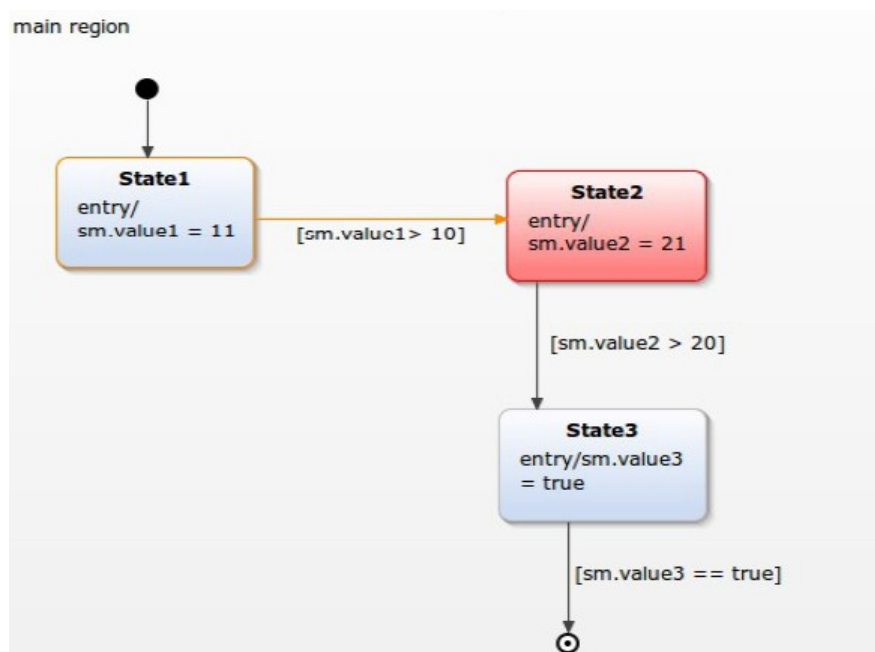 main region
State1
entry/
sm.value1 = 11
[sm.value1> 10]
State2
entry/
sm.value2 = 21
[sm.value2 > 20]
State3
entry/sm.value3
= true
[sm.value3 == true]